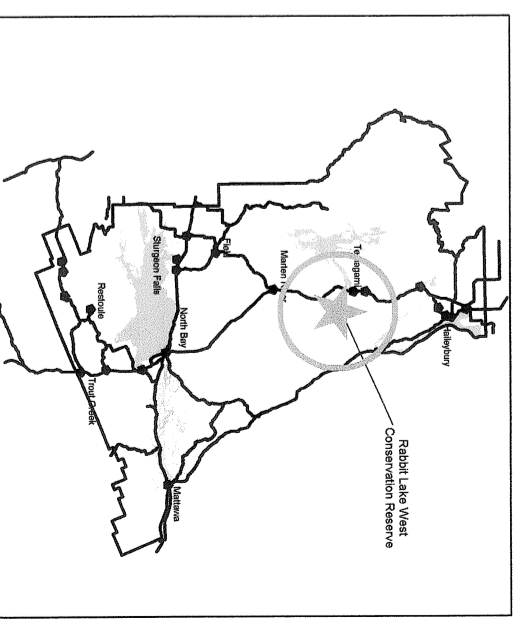 Haileybury
Temagami
Marten River
Field
Sturgeon Falls
North Bay
Mattawa
Restoule
Trout Creek
Rabbit Lake West
Conservation Reserve